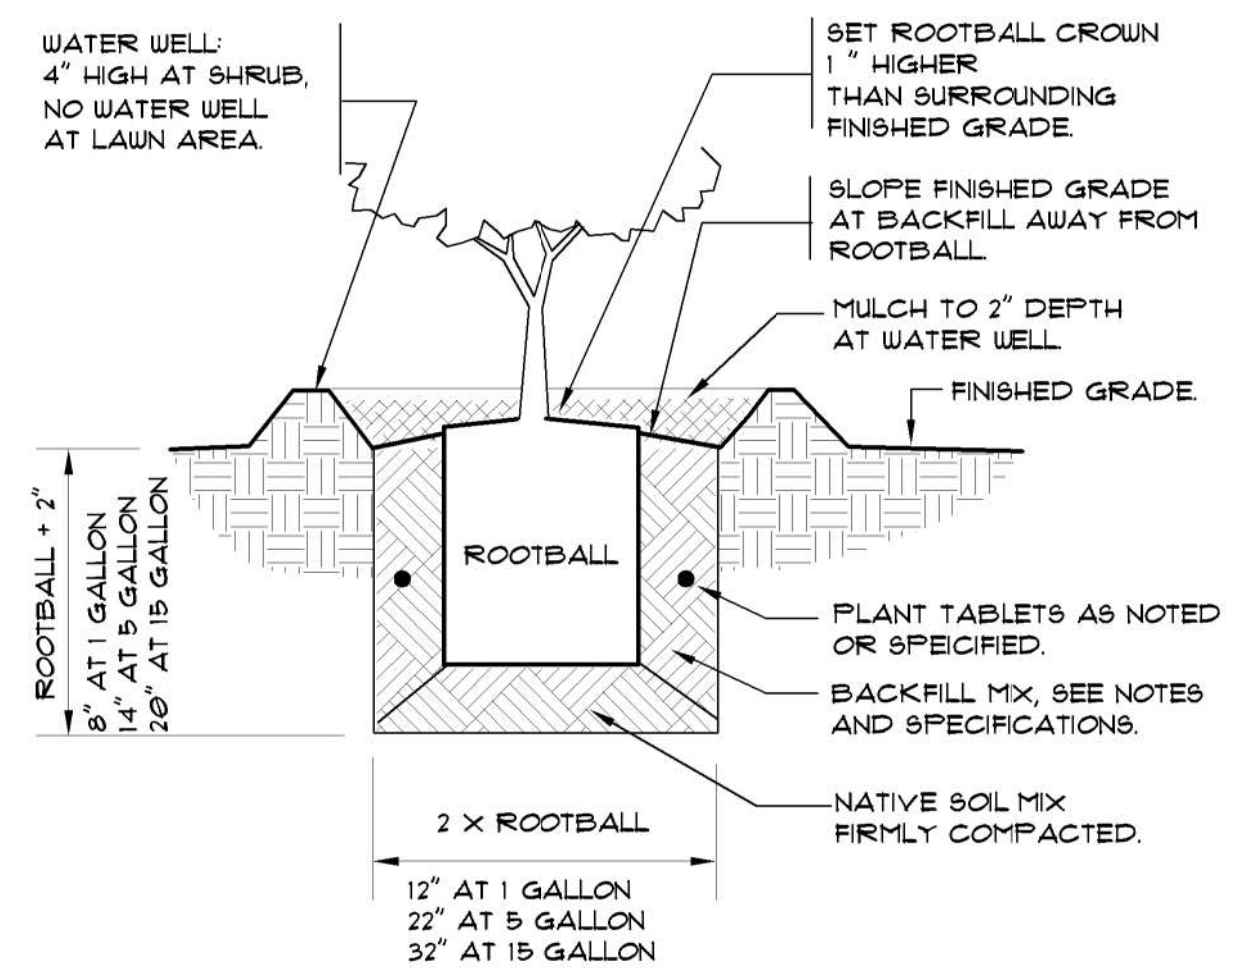 WATER WELL:
4" HIGH AT SHRUB,
NO WATER WELL
AT LAWN AREA.
SET ROOTBALL CROWN
1 " HIGHER
THAN SURROUNDING
FINISHED GRADE.
SLOPE FINISHED GRADE
AT BACKFILL AWAY FROM
ROOTBALL.
MULCH TO 2" DEPTH
AT WATER WELL.
FINISHED GRADE.
ROOTBALL + 2"
8" AT 1 GALLON
14" AT 5 GALLON
20" AT 15 GALLON
ROOTBALL
PLANT TABLETS AS NOTED
OR SPEICIFIED.
BACKFILL MIX, SEE NOTES
AND SPECIFICATIONS.
NATIVE SOIL MIX
FIRMLY COMPACTED.
2 X ROOTBALL
12" AT 1 GALLON
22" AT 5 GALLON
32" AT 15 GALLON